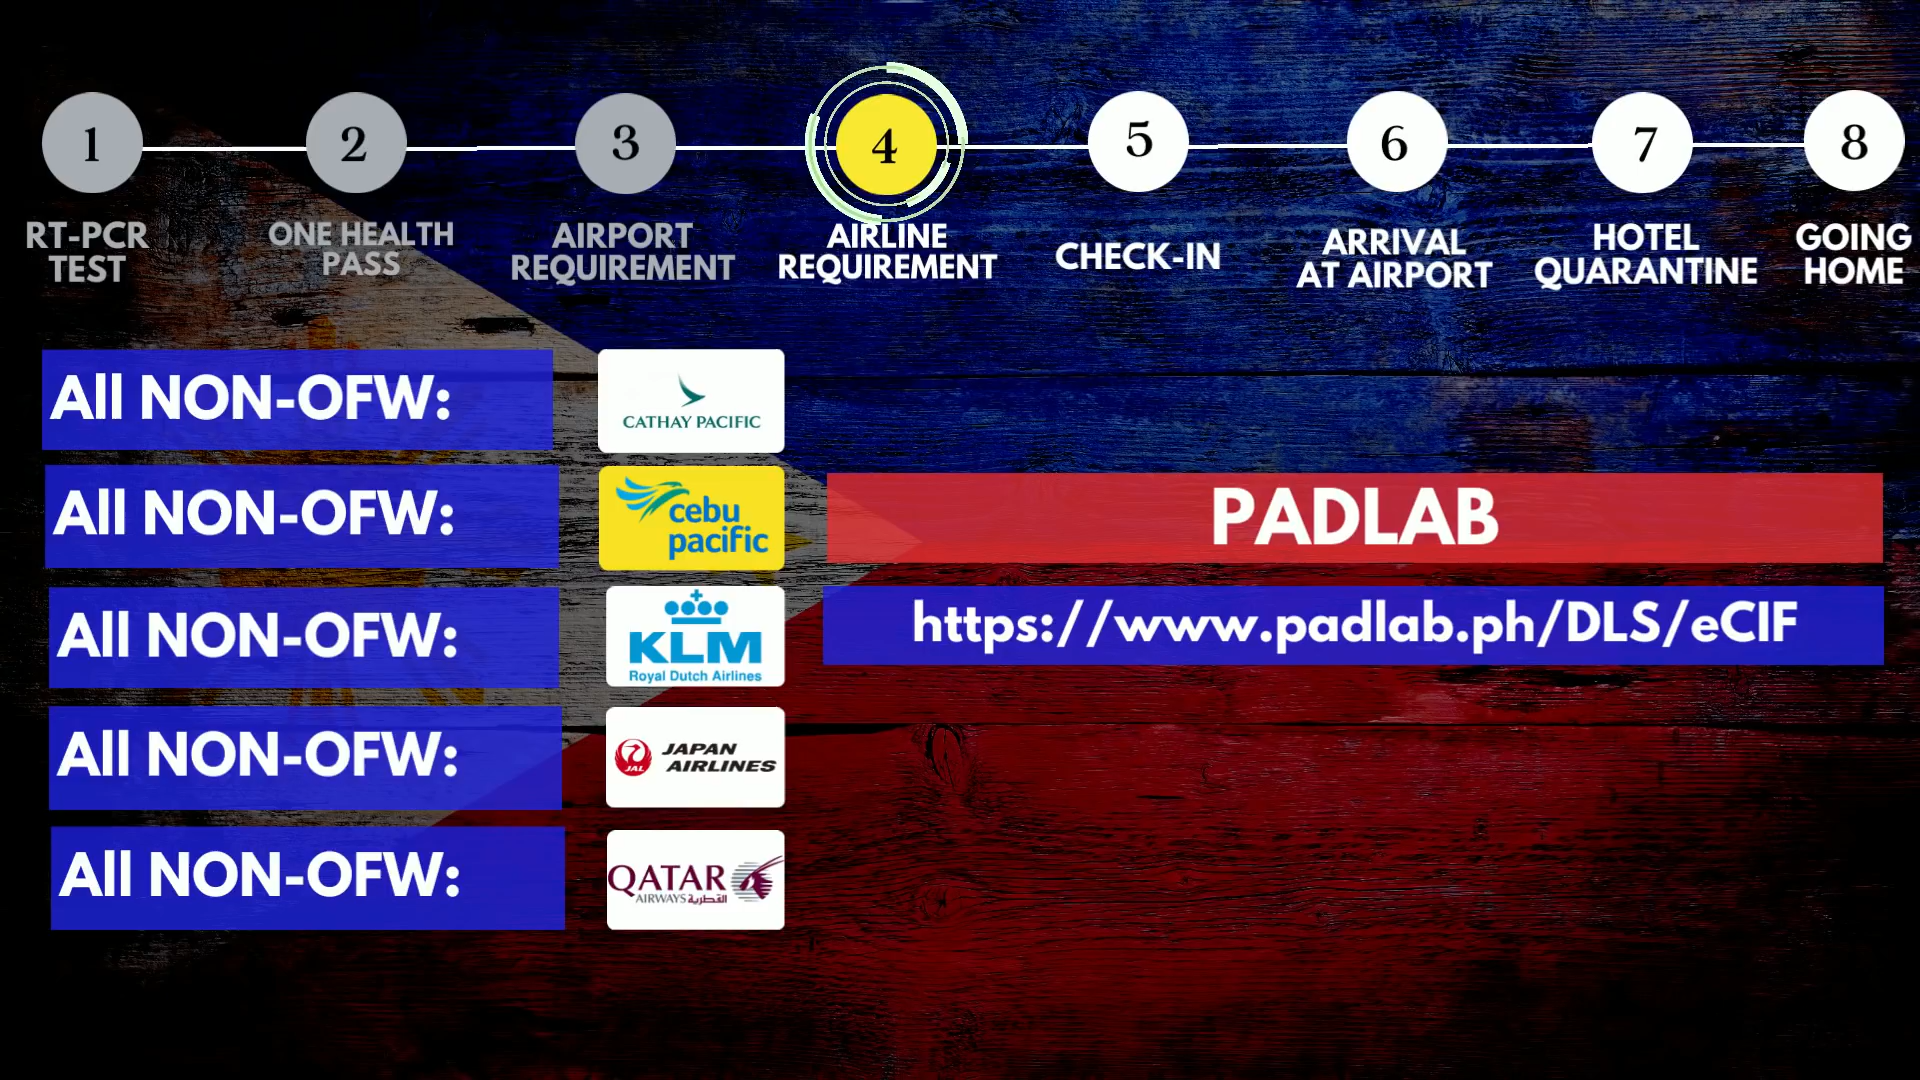 1
2
3
4
5
6
7
8
RT-PCR
TEST
ONE HEALTH
PASS
AIRPORT
REQUIREMENT
AIRLINE
REQUIREMENT
CHECK-IN
ARRIVAL
AT AIRPORT
HOTEL
QUARANTINE
GOING
HOME
All NON-OFW:
CATHAY PACIFIC
All NON-OFW:
cebu
pacific
PADLAB
All NON-OFW:
KLM
Royal Dutch Airlines
https://www.padlab.ph/DLS/eCIF
All NON-OFW:
JAL
JAPAN
AIRLINES
All NON-OFW:
QATAR
AIRWAYS القطرية